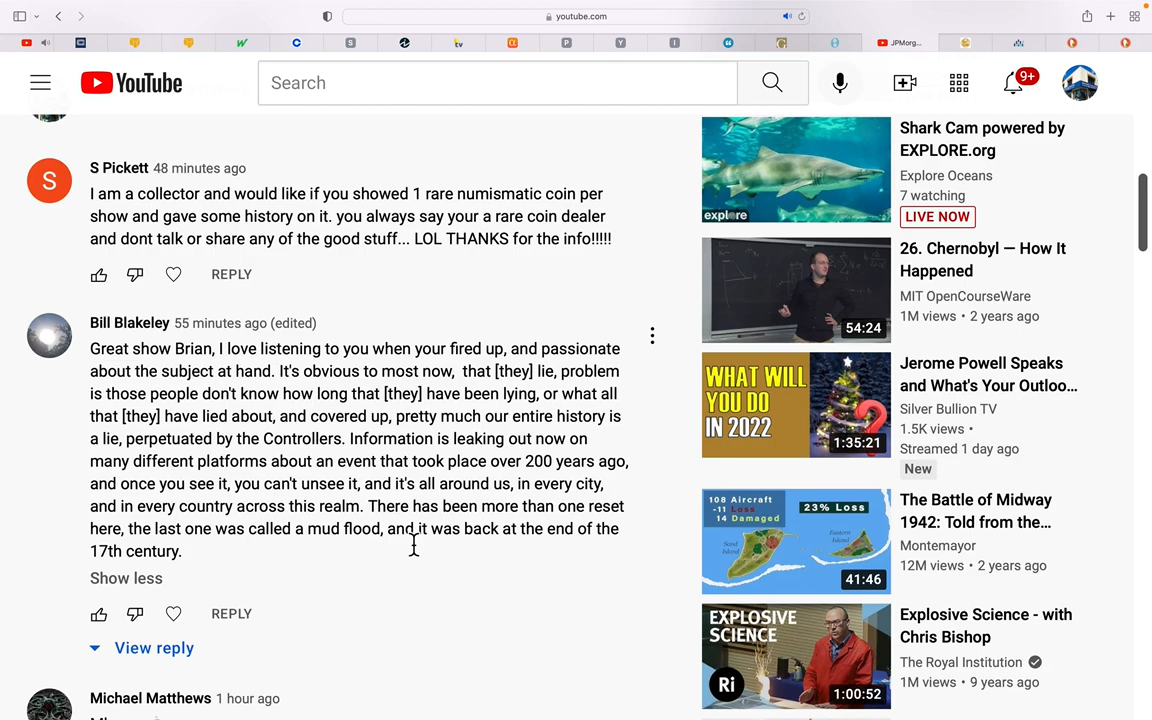 youtube.com
W
C
S
tv
α
P
Y
I
G
JPMorg...
YouTube
Search
9+
S
S Pickett 48 minutes ago
I am a collector and would like if you showed 1 rare numismatic coin per
show and gave some history on it. you always say your a rare coin dealer
and dont talk or share any of the good stuff... LOL THANKS for the info!!!!!
REPLY
Bill Blakeley 55 minutes ago (edited)
Great show Brian, I love listening to you when your fired up, and passionate
about the subject at hand. It's obvious to most now, that [they] lie, problem
is those people don't know how long that [they] have been lying, or what all
that [they] have lied about, and covered up, pretty much our entire history is
a lie, perpetuated by the Controllers. Information is leaking out now on
many different platforms about an event that took place over 200 years ago,
and once you see it, you can't unsee it, and it's all around us, in every city,
and in every country across this realm. There has been more than one reset
here, the last one was called a mud flood, and it was back at the end of the
17th century.
Show less
REPLY
View reply
Michael Matthews 1 hour ago
explore
Shark Cam powered by
EXPLORE.org
Explore Oceans
7 watching
LIVE NOW
54:24
26. Chernobyl — How It
Happened
MIT OpenCourseWare
1M views • 2 years ago
WHAT WILL
YOU DO
IN 2022
1:35:21
Jerome Powell Speaks
and What's Your Outloo...
Silver Bullion TV
1.5K views •
Streamed 1 day ago
New
108 Aircraft
-11 Loss
14 Damaged
23% Loss
Sand
Island
Eastern
Island
41:46
The Battle of Midway
1942: Told from the...
Montemayor
12M views • 2 years ago
EXPLOSIVE
SCIENCE
Ri
1:00:52
Explosive Science - with
Chris Bishop
The Royal Institution
1M views • 9 years ago